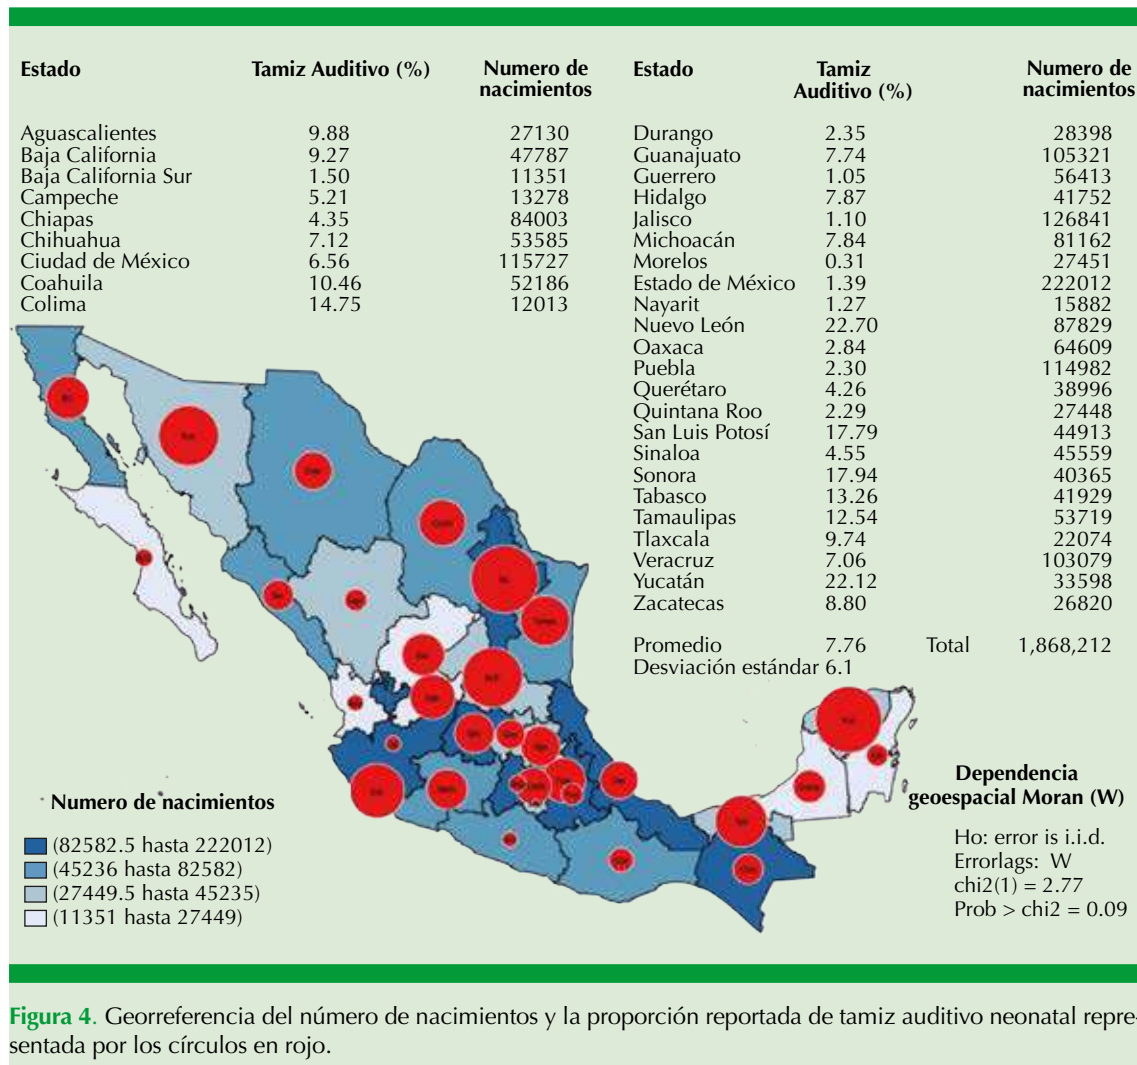 Estado Tamiz Auditivo (%) Numero de nacimientos
Aguascalientes 9.88 27130
Baja California 9.27 47787
Baja California Sur 1.50 11351
Campeche 5.21 13278
Chiapas 4.35 84003
Chihuahua 7.12 53585
Ciudad de México 6.56 115727
Coahuila 10.46 52186
Colima 14.75 12013
Estado Tamiz Auditivo (%) Numero de nacimientos
Durango 2.35 28398
Guanajuato 7.74 105321
Guerrero 1.05 56413
Hidalgo 7.87 41752
Jalisco 1.10 126841
Michoacán 7.84 81162
Morelos 0.31 27451
Estado de México 1.39 222012
Nayarit 1.27 15882
Nuevo León 22.70 87829
Oaxaca 2.84 64609
Puebla 2.30 114982
Querétaro 4.26 38996
Quintana Roo 2.29 27448
San Luis Potosí 17.79 44913
Sinaloa 4.55 45559
Sonora 17.94 40365
Tabasco 13.26 41929
Tamaulipas 12.54 53719
Tlaxcala 9.74 22074
Veracruz 7.06 103079
Yucatán 22.12 33598
Zacatecas 8.80 26820
Promedio 7.76 Total 1,868,212
Desviación estándar 6.1
Numero de nacimientos
(82582.5 hasta 222012)
(45236 hasta 82582)
(27449.5 hasta 45235)
(11351 hasta 27449)
Dependencia
geoespacial Moran (W)
Ho: error is i.i.d.
Errorlags: W
chi2(1) = 2.77
Prob > chi2 = 0.09
Figura 4. Georreferencia del número de nacimientos y la proporción reportada de tamiz auditivo neonatal repre-
sentada por los círculos en rojo.